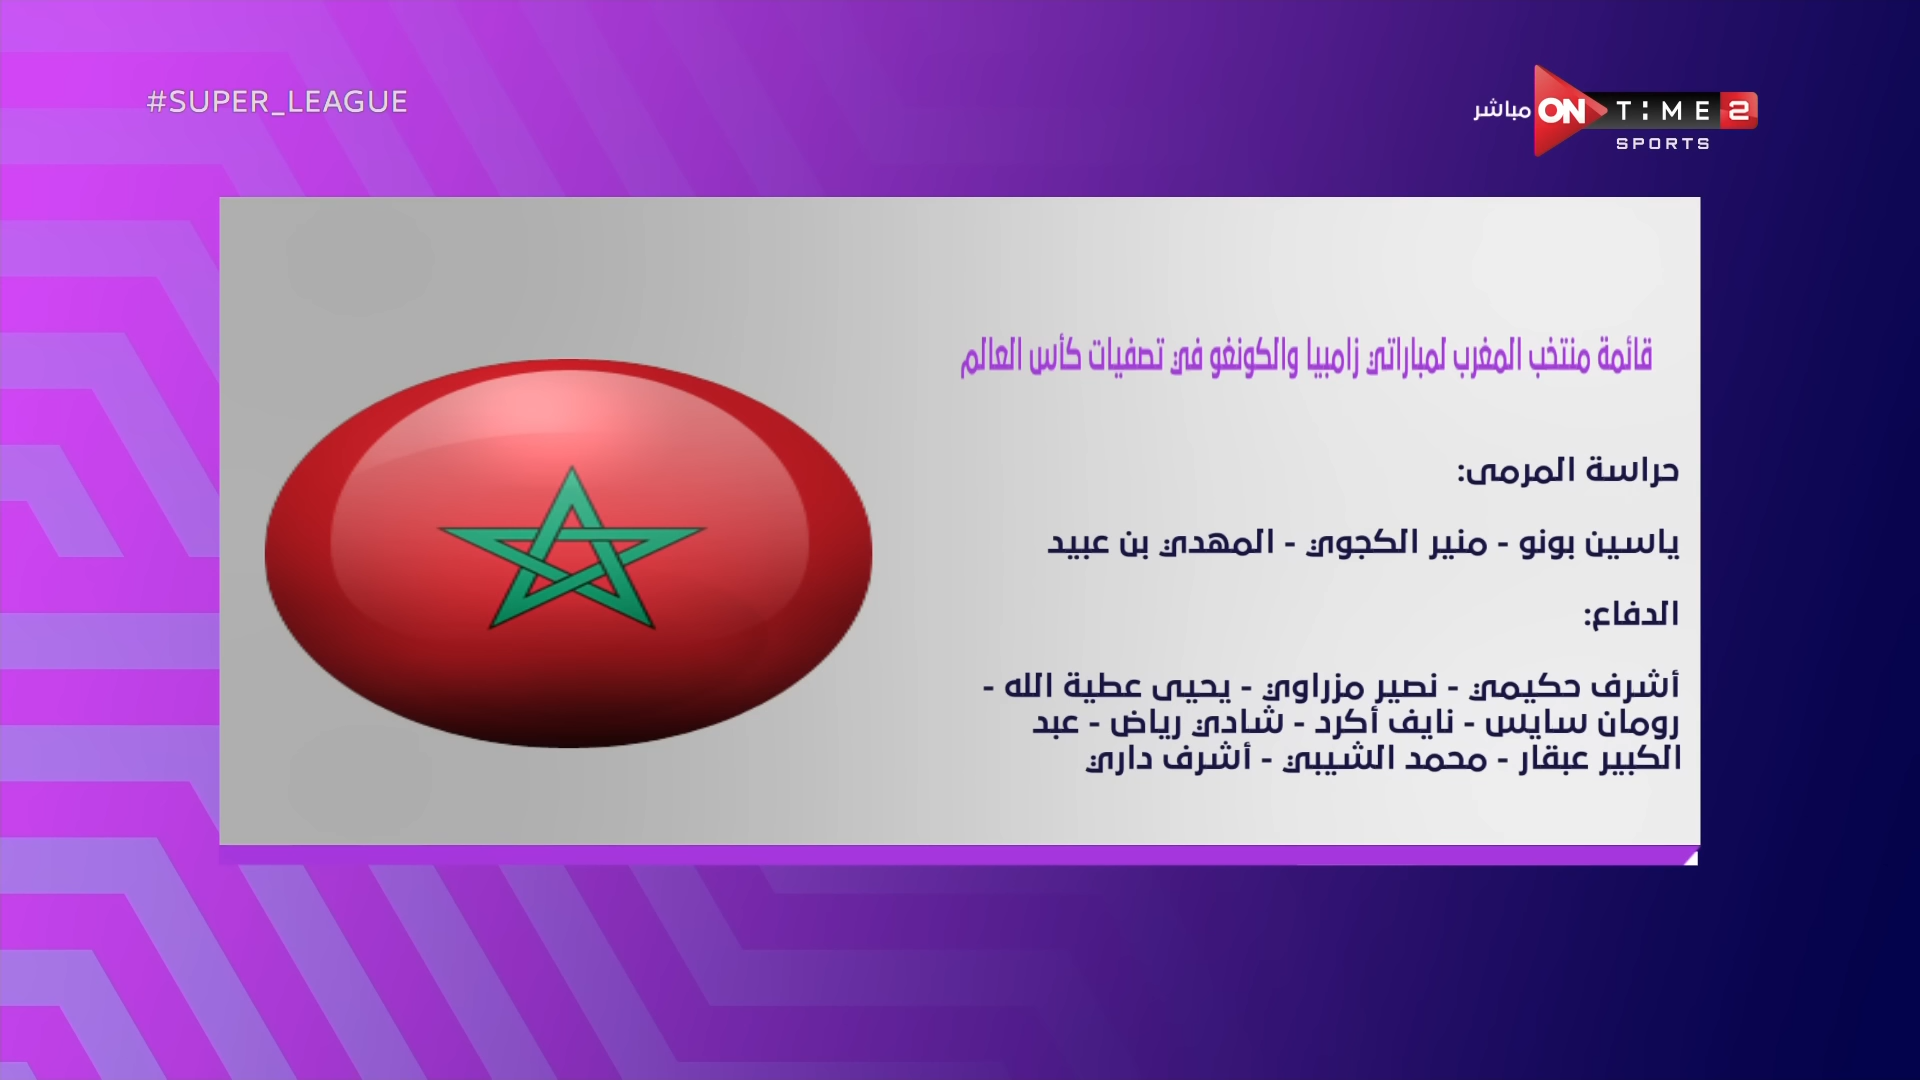 #SUPER_LEAGUE
مباشر ON TIME 2
SPORTS
قائمة منتخب المغرب لمباراتي زامبيا والكونغو في تصفيات كأس العالم
حراسة المرمى:
ياسين بونو - منير الكجوي - المهدي بن عبيد
الدفاع:
أشرف حكيمي - نصير مزراوي - يحيى عطية الله -
رومان سايس - نايف أكرد - شادي رياض - عبد
الكبير عبقار - محمد الشيبي - أشرف داري